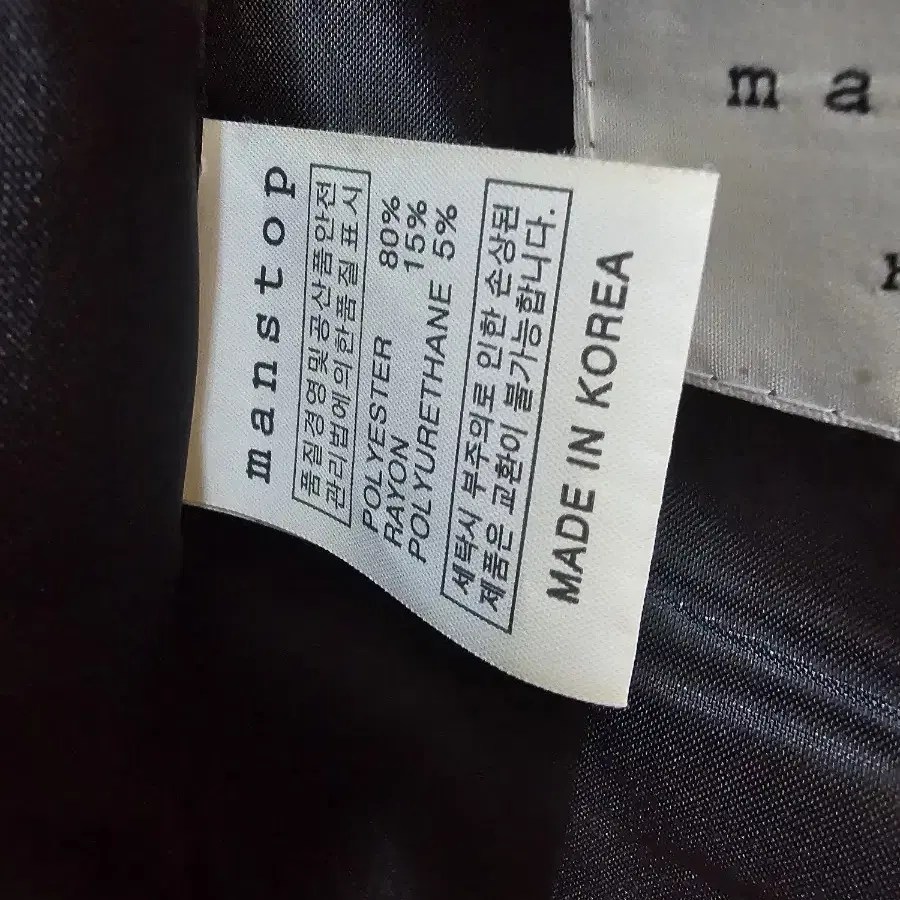 manstop
품질경영및공산품안전
관리법에의한품질표시
POLYESTER 80%
RAYON 15%
POLYURETHANE 5%
세탁시 부주의로 인한 손상된
제품은 교환이 불가능합니다.
MADE IN KOREA
ma